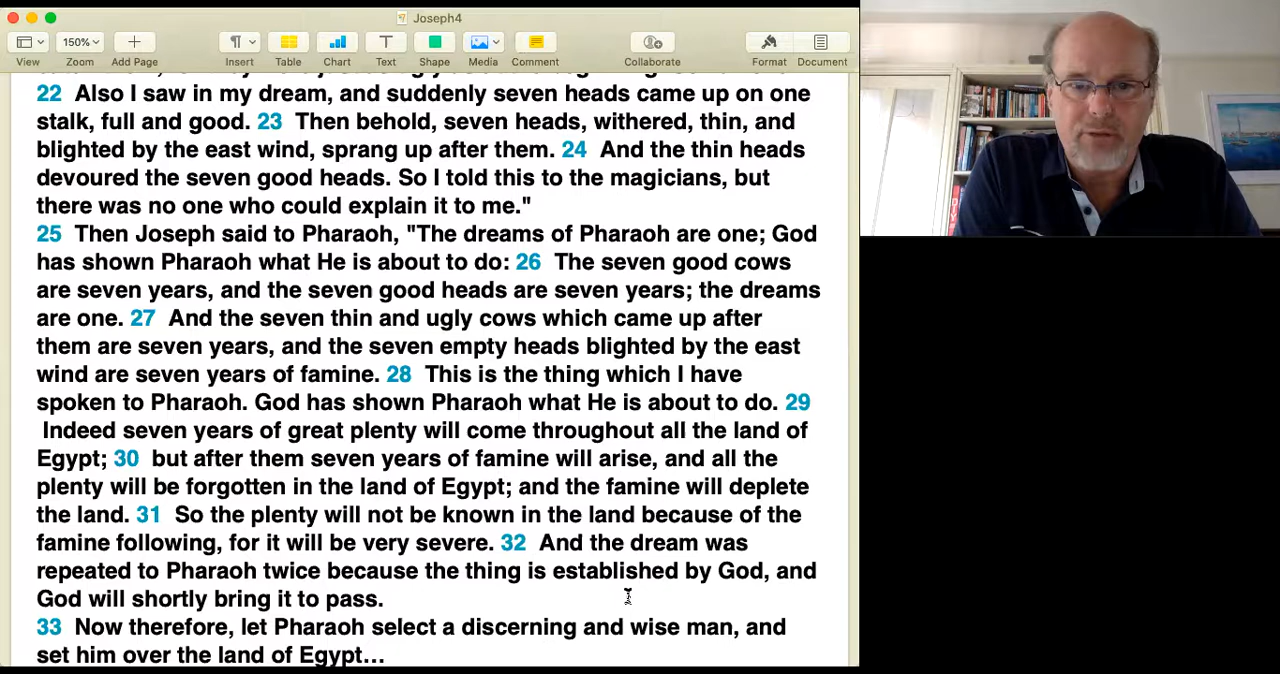 Joseph4
150%
View
Zoom
Add Page
Insert
Table
Chart
Text
Shape
Media
Comment
Collaborate
Format
Document
22 Also I saw in my dream, and suddenly seven heads came up on one
stalk, full and good. 23 Then behold, seven heads, withered, thin, and
blighted by the east wind, sprang up after them. 24 And the thin heads
devoured the seven good heads. So I told this to the magicians, but
there was no one who could explain it to me."
25 Then Joseph said to Pharaoh, "The dreams of Pharaoh are one; God
has shown Pharaoh what He is about to do: 26 The seven good cows
are seven years, and the seven good heads are seven years; the dreams
are one. 27 And the seven thin and ugly cows which came up after
them are seven years, and the seven empty heads blighted by the east
wind are seven years of famine. 28 This is the thing which I have
spoken to Pharaoh. God has shown Pharaoh what He is about to do. 29
Indeed seven years of great plenty will come throughout all the land of
Egypt; 30 but after them seven years of famine will arise, and all the
plenty will be forgotten in the land of Egypt; and the famine will deplete
the land. 31 So the plenty will not be known in the land because of the
famine following, for it will be very severe. 32 And the dream was
repeated to Pharaoh twice because the thing is established by God, and
God will shortly bring it to pass.
33 Now therefore, let Pharaoh select a discerning and wise man, and
set him over the land of Egypt...